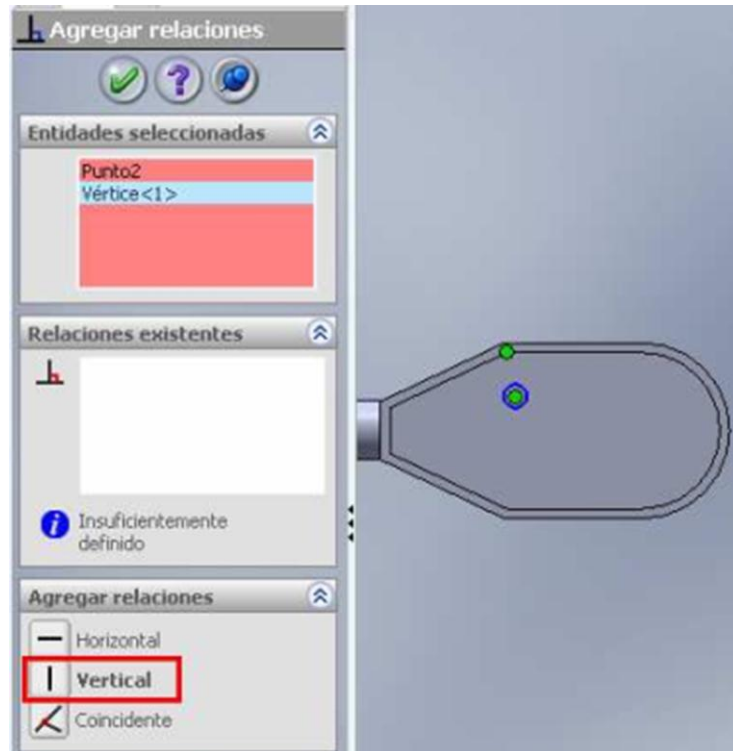 Agregar relaciones
Entidades seleccionadas
Punto2
Vértice<1>
Relaciones existentes
Insuficientemente
definido
Agregar relaciones
Horizontal
Vertical
Coincidente